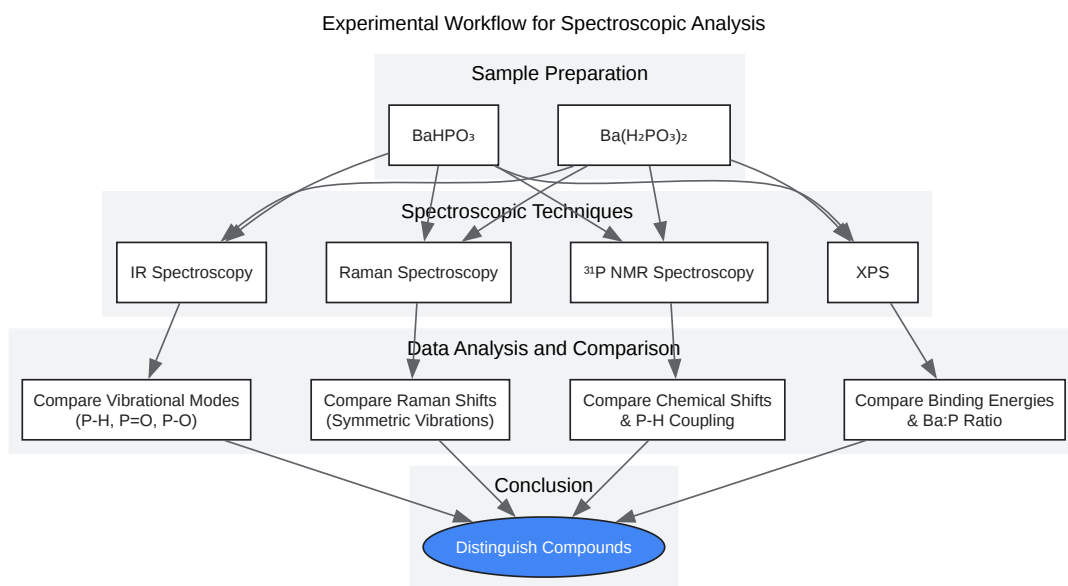 Experimental Workflow for Spectroscopic Analysis
Sample Preparation
BaHPO₃
Ba(H₂PO₃)₂
Spectroscopic Techniques
IR Spectroscopy
Raman Spectroscopy
³¹P NMR Spectroscopy
XPS
Data Analysis and Comparison
Compare Vibrational Modes
(P-H, P=O, P-O)
Compare Raman Shifts
(Symmetric Vibrations)
Compare Chemical Shifts
& P-H Coupling
Compare Binding Energies
& Ba:P Ratio
Conclusion
Distinguish Compounds